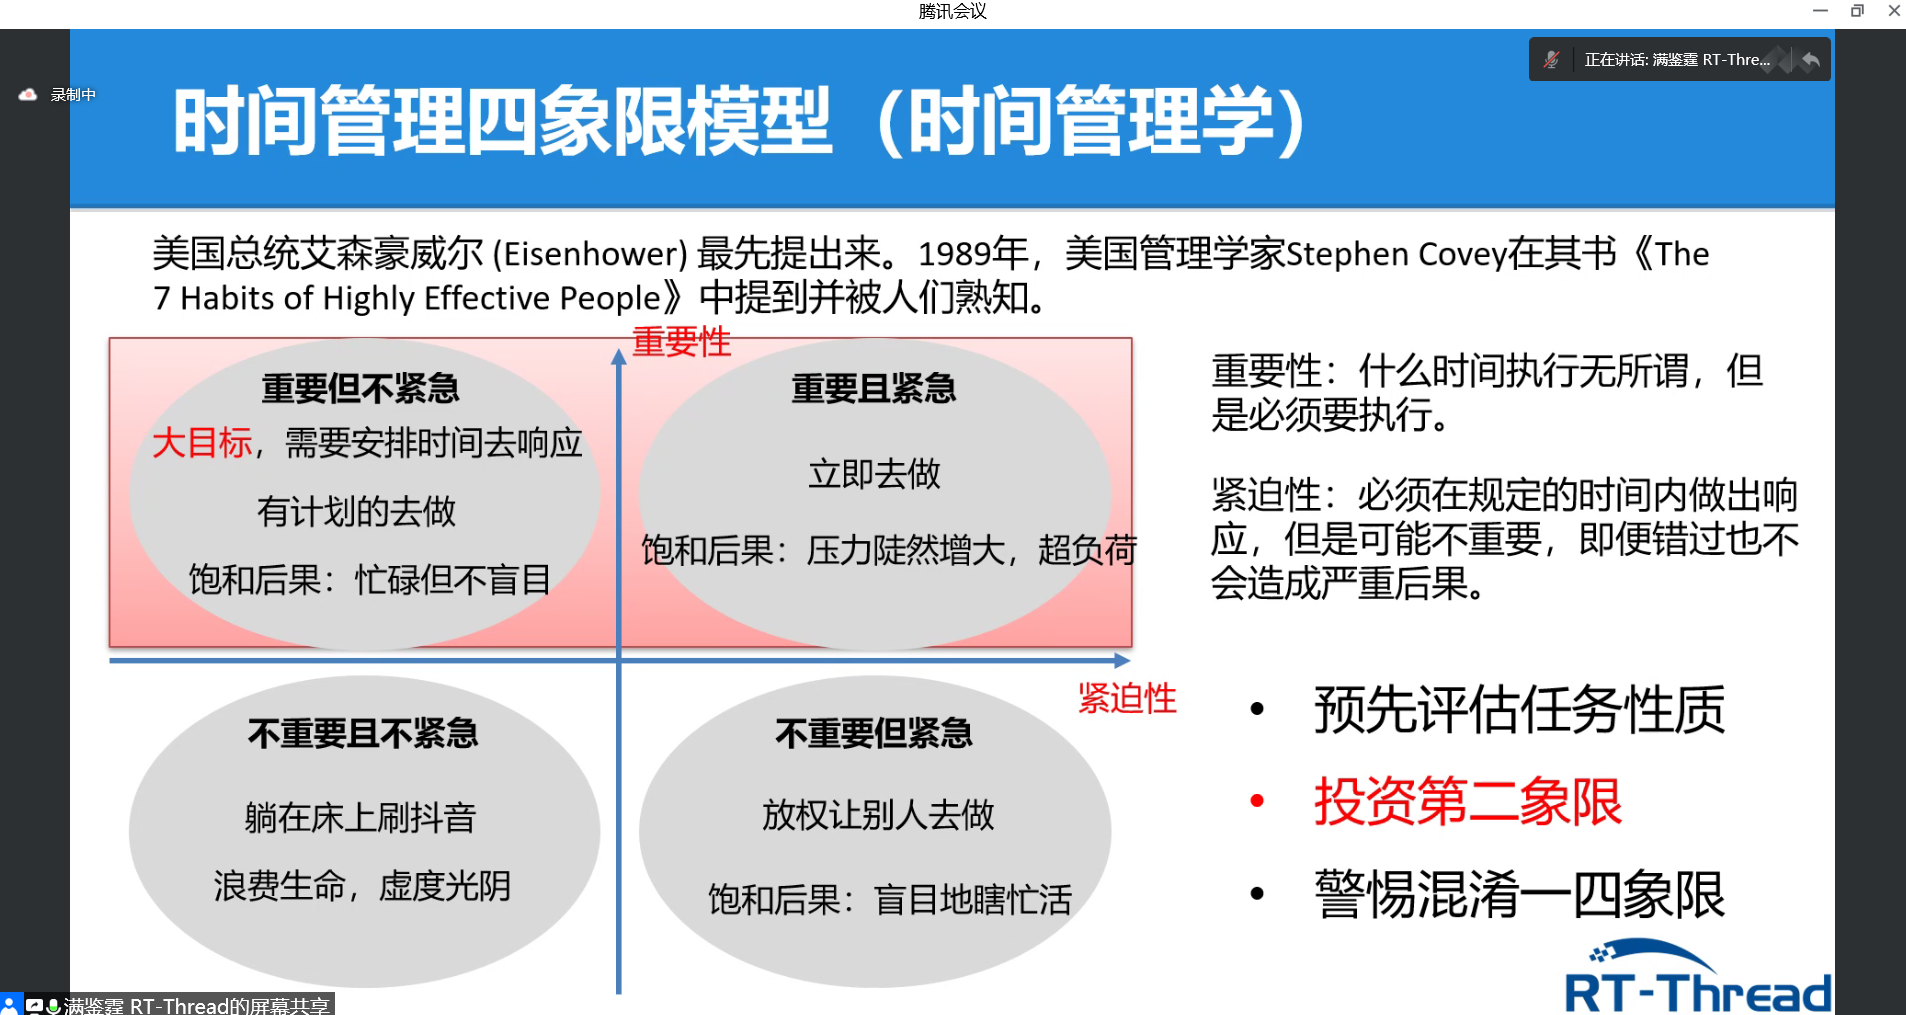 腾讯会议
正在讲话: 满鉴霆 RT-Thre...
录制中
时间管理四象限模型（时间管理学）
美国总统艾森豪威尔 (Eisenhower) 最先提出来。1989年，美国管理学家Stephen Covey在其书《The
7 Habits of Highly Effective People》中提到并被人们熟知。
重要性
重要但不紧急
大目标，需要安排时间去响应
有计划的去做
饱和后果：忙碌但不盲目
重要且紧急
立即去做
饱和后果：压力陡然增大，超负荷
重要性：什么时间执行无所谓，但
是必须要执行。
紧迫性：必须在规定的时间内做出响
应，但是可能不重要，即便错过也不
会造成严重后果。
紧迫性
不重要且不紧急
躺在床上刷抖音
浪费生命，虚度光阴
不重要但紧急
放权让别人去做
饱和后果：盲目地瞎忙活
• 预先评估任务性质
• 投资第二象限
• 警惕混淆一四象限
RT-Thread
满鉴霆 RT-Thread的屏幕共享